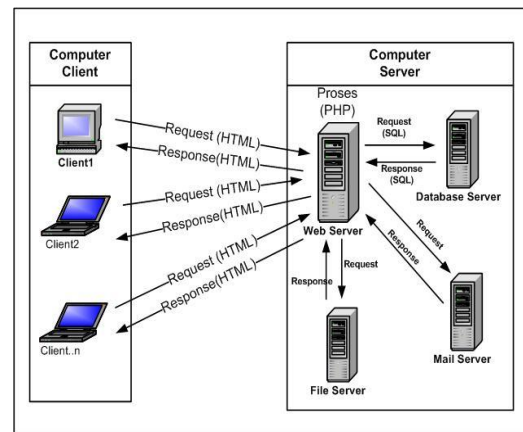 Computer
Client
Client1
Client2
Client..n
Request (HTML)
Response(HTML)
Request (HTML)
Response(HTML)
Request (HTML)
Response(HTML)
Computer
Server
Proses
(PHP)
Web Server
Request
(SQL)
Response
(SQL)
Database Server
Request
Response
Mail Server
Response
Request
File Server